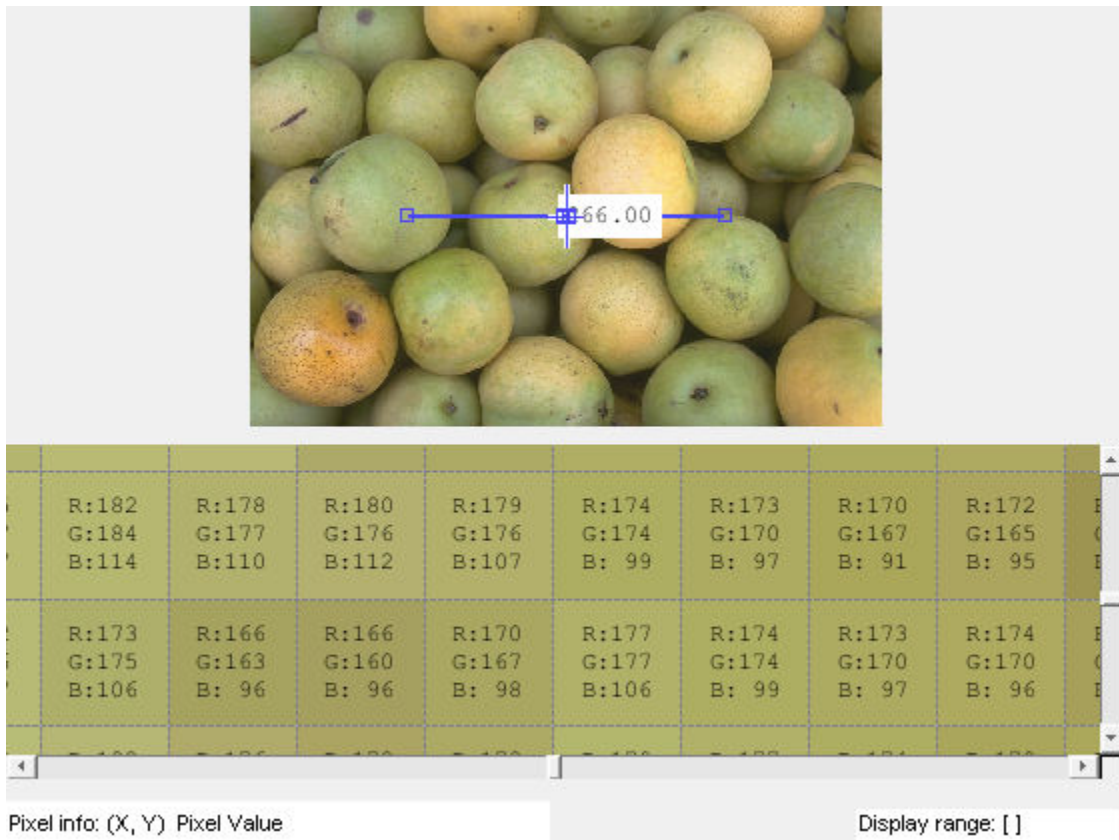 66.00
R:182 R:178 R:180 R:179 R:174 R:173 R:170 R:172
G:184 G:177 G:176 G:176 G:174 G:170 G:167 G:165
B:114 B:110 B:112 B:107 B: 99 B: 97 B: 91 B: 95
R:173 R:166 R:166 R:170 R:177 R:174 R:173 R:174
G:175 G:163 G:160 G:167 G:177 G:174 G:170 G:170
B:106 B: 96 B: 96 B: 98 B:106 B: 99 B: 97 B: 96
Pixel info: (X, Y) Pixel Value Display range: [ ]